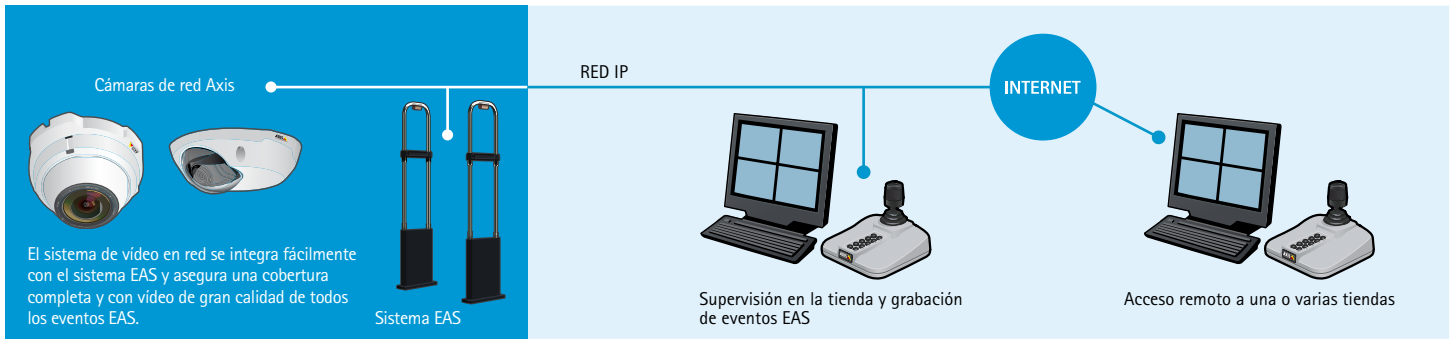 Cámaras de red Axis
RED IP
INTERNET
El sistema de vídeo en red se integra fácilmente
con el sistema EAS y asegura una cobertura
completa y con vídeo de gran calidad de todos
los eventos EAS.
Sistema EAS
Supervisión en la tienda y grabación
de eventos EAS
Acceso remoto a una o varias tiendas